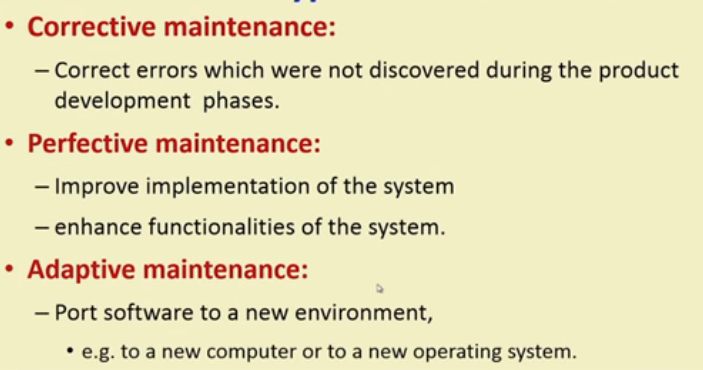 • Corrective maintenance:
– Correct errors which were not discovered during the product
development phases.
• Perfective maintenance:
– Improve implementation of the system
– enhance functionalities of the system.
• Adaptive maintenance:
– Port software to a new environment,
• e.g. to a new computer or to a new operating system.